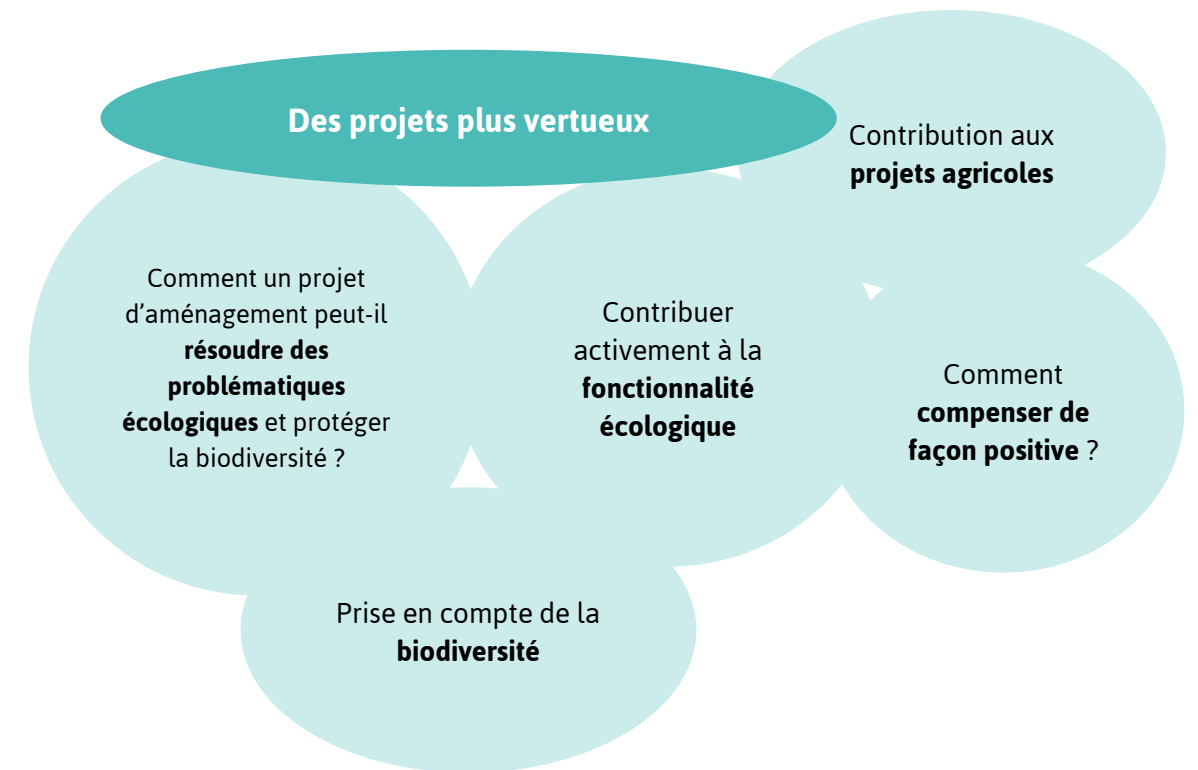 Des projets plus vertueux
Contribution aux
projets agricoles
Comment un projet
d’aménagement peut-il
résoudre des
problématiques
écologiques et protéger
la biodiversité ?
Contribuer
activement à la
fonctionnalité
écologique
Comment
compenser de
façon positive ?
Prise en compte de la
biodiversité